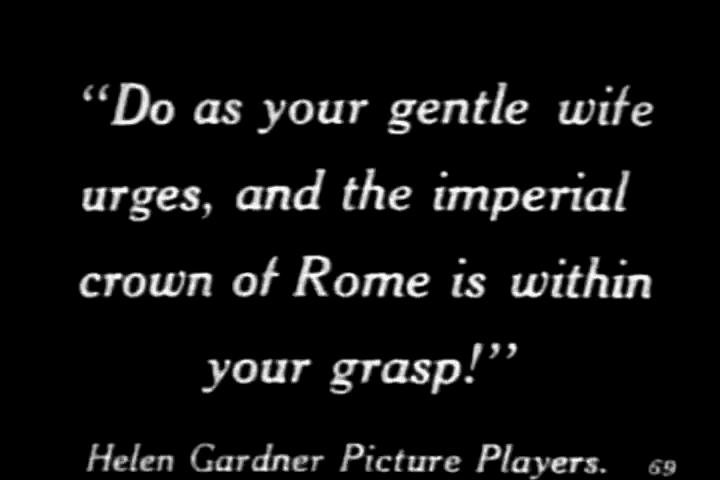 “Do as your gentle wife
urges, and the imperial
crown of Rome is within
your grasp!”
Helen Gardner Picture Players. 69